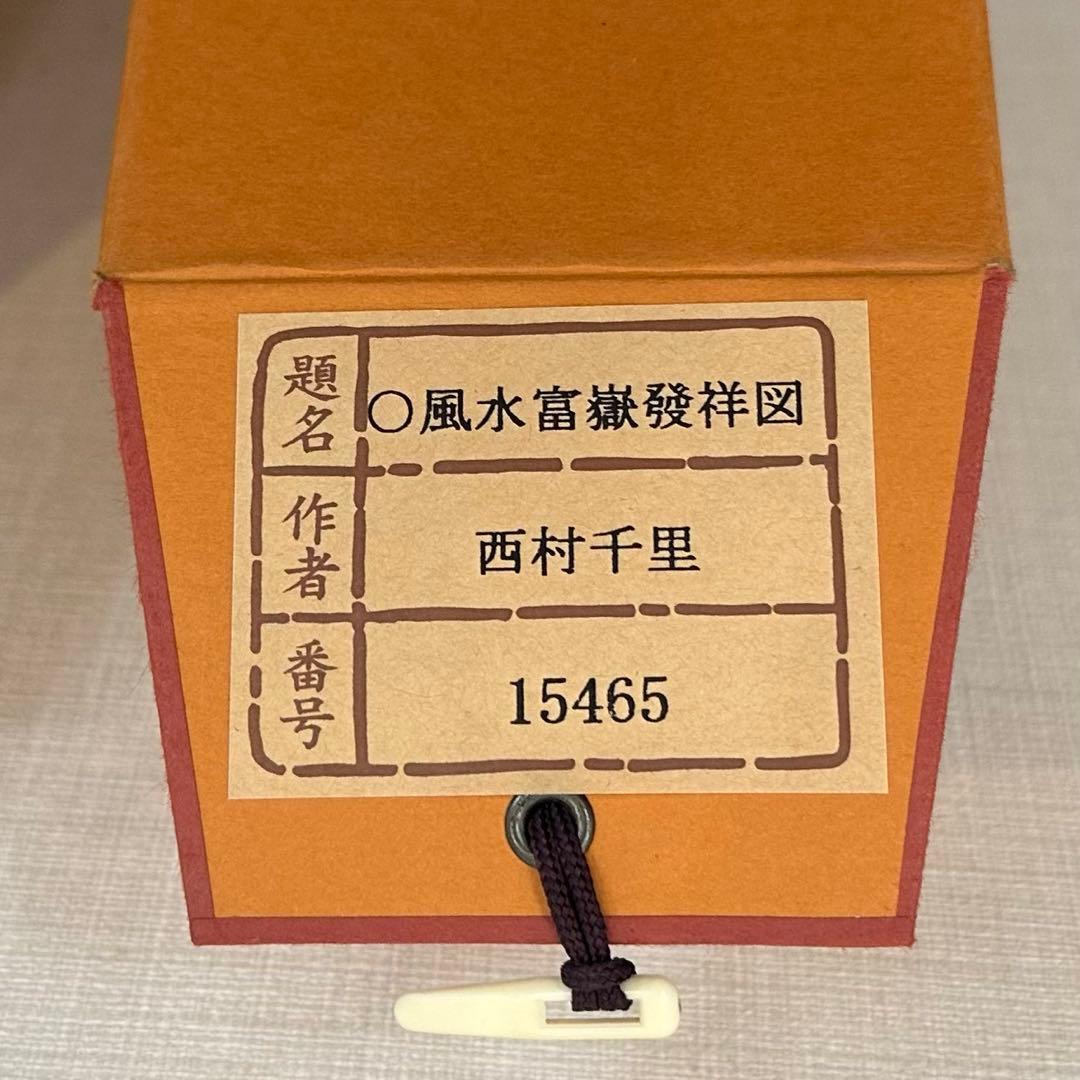 題名 ○風水富嶽發祥図
作者 西村千里
番号 15465